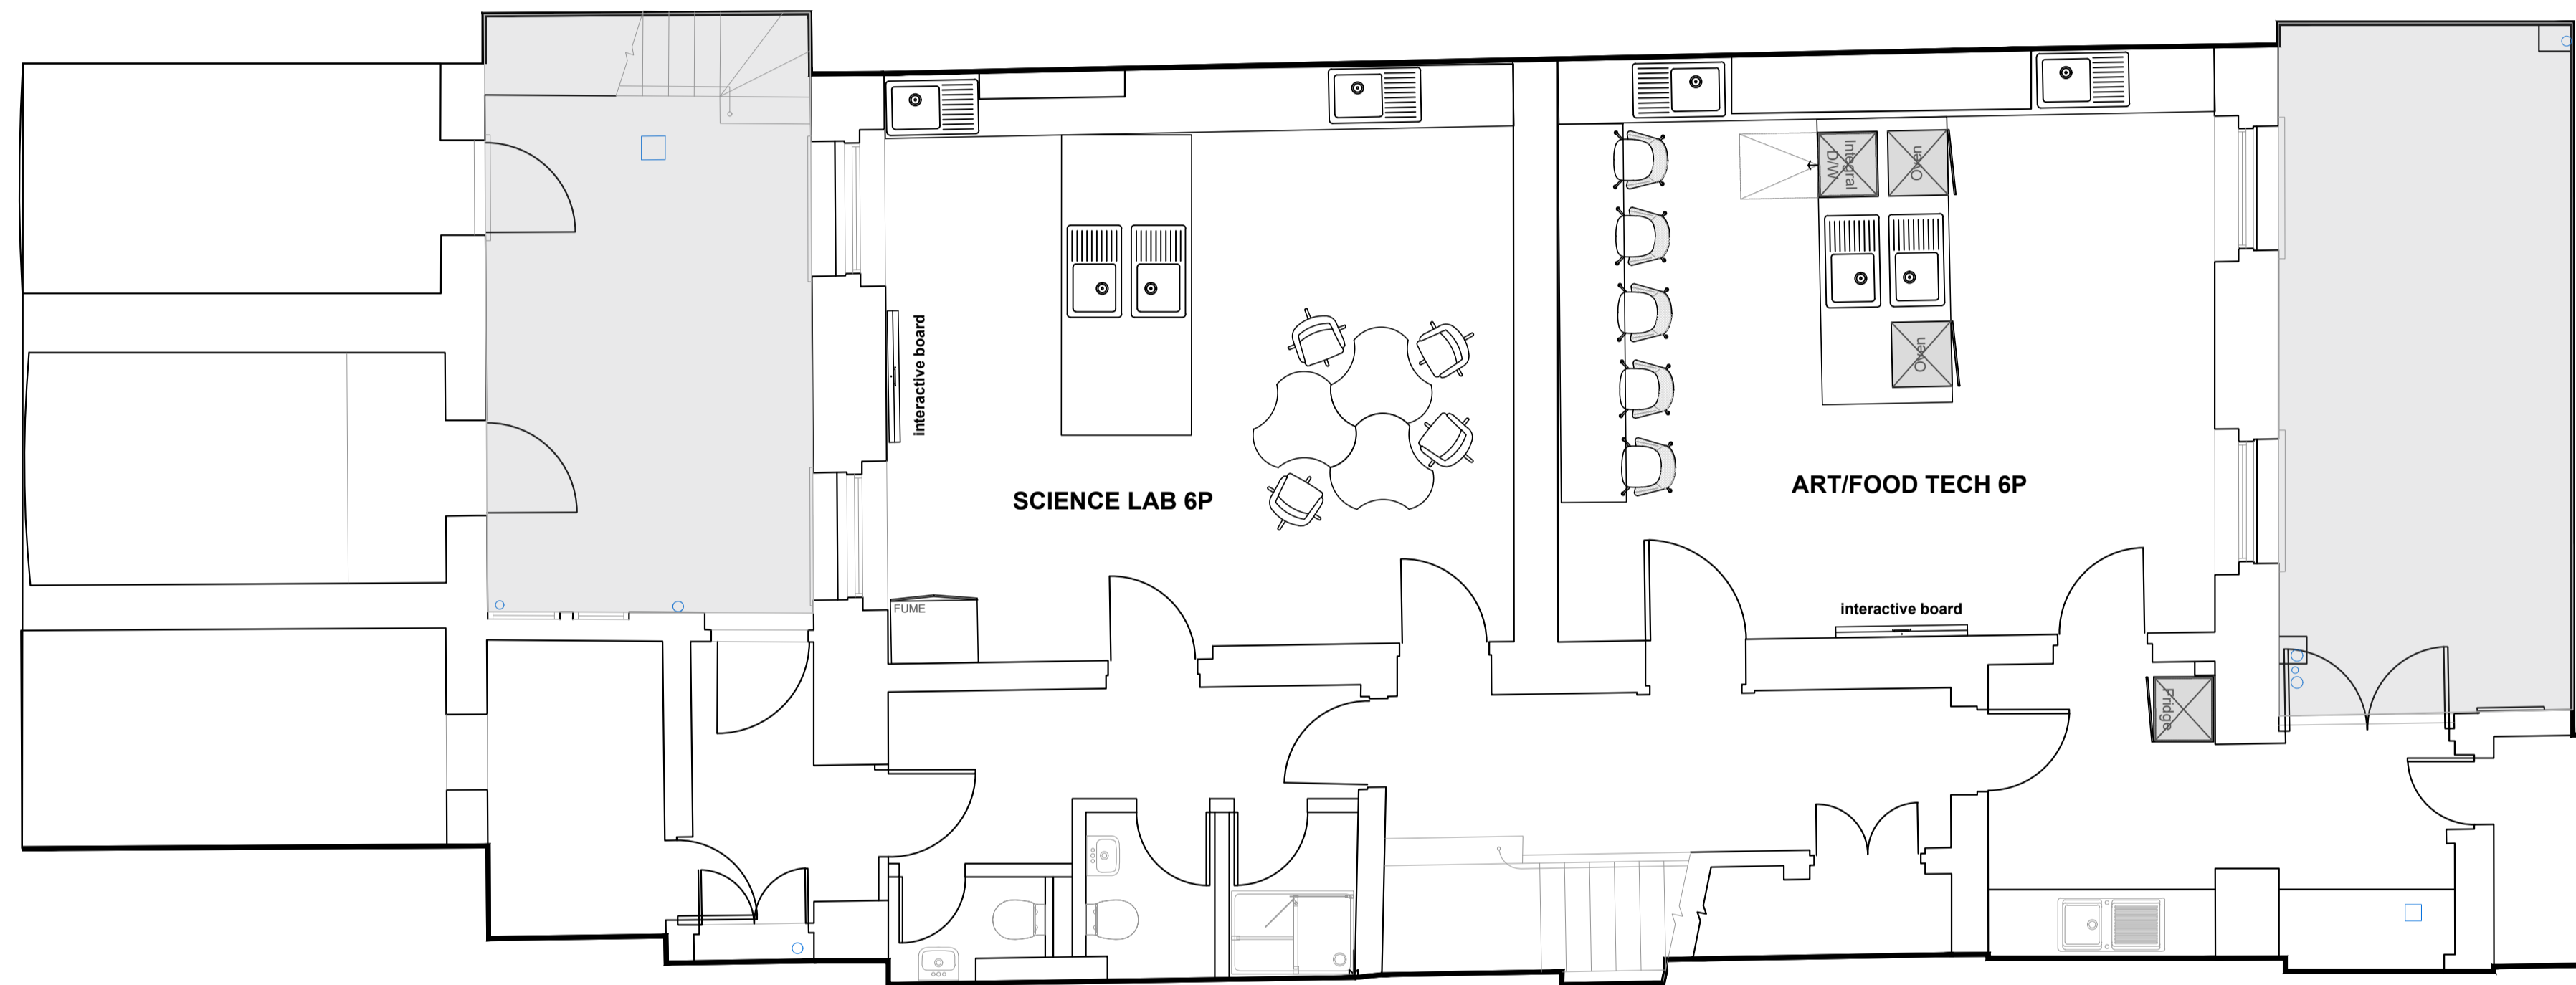 Integral
D/W
Oven
interactive board
Oven
SCIENCE LAB 6P
ART/FOOD TECH 6P
FUME
interactive board
Fridge